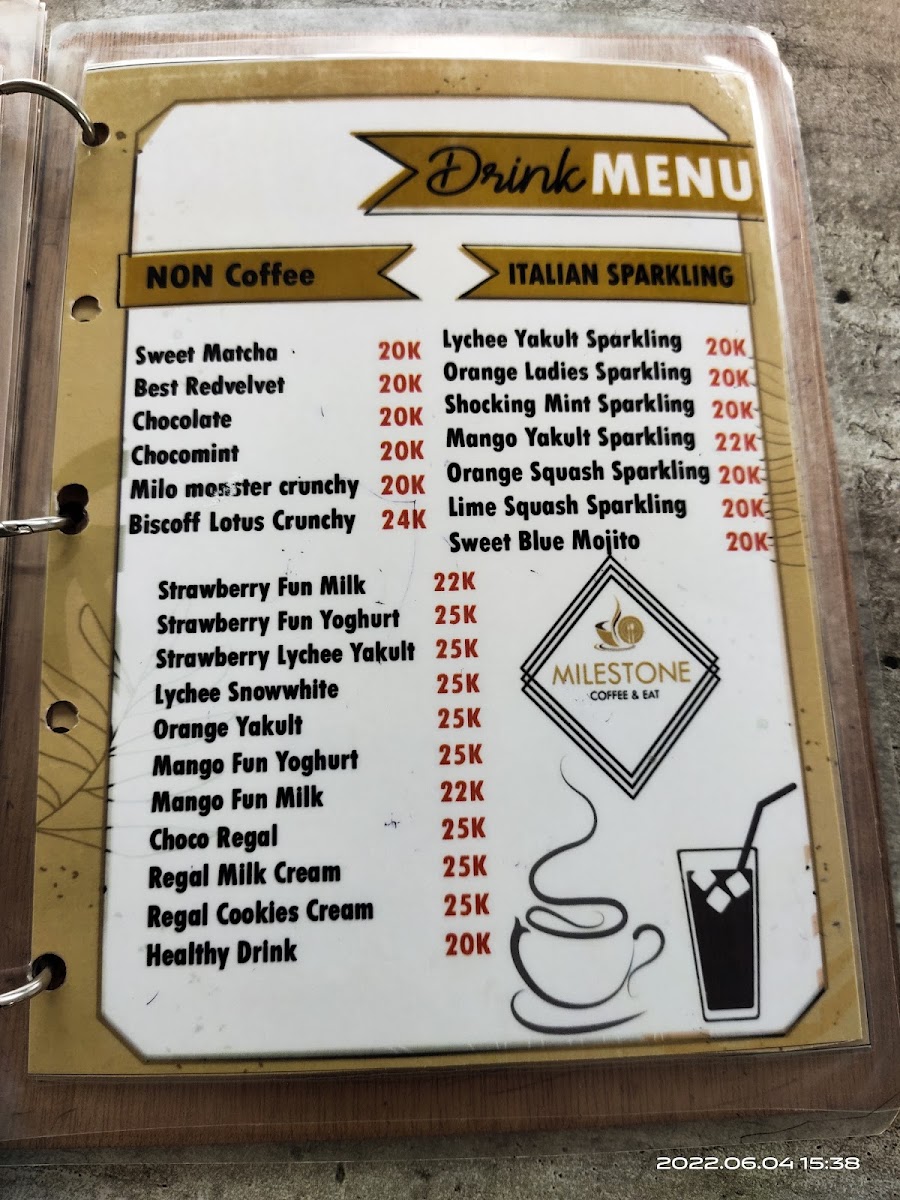 Drink MENU
NON Coffee
Sweet Matcha 20K
Best Redvelvet 20K
Chocolate 20K
Chocomint 20K
Milo monster crunchy 20K
Biscoff Lotus Crunchy 24K
Strawberry Fun Milk 22K
Strawberry Fun Yoghurt 25K
Strawberry Lychee Yakult 25K
Lychee Snowwhite 25K
Orange Yakult 25K
Mango Fun Yoghurt 25K
Mango Fun Milk 22K
Choco Regal 25K
Regal Milk Cream 25K
Regal Cookies Cream 25K
Healthy Drink 20K
ITALIAN SPARKLING
Lychee Yakult Sparkling 20K
Orange Ladies Sparkling 20K
Shocking Mint Sparkling 20K
Mango Yakult Sparkling 22K
Orange Squash Sparkling 20K
Lime Squash Sparkling 20K
Sweet Blue Mojito 20K
MILESTONE
COFFEE & EAT
2022.06.04 15:38